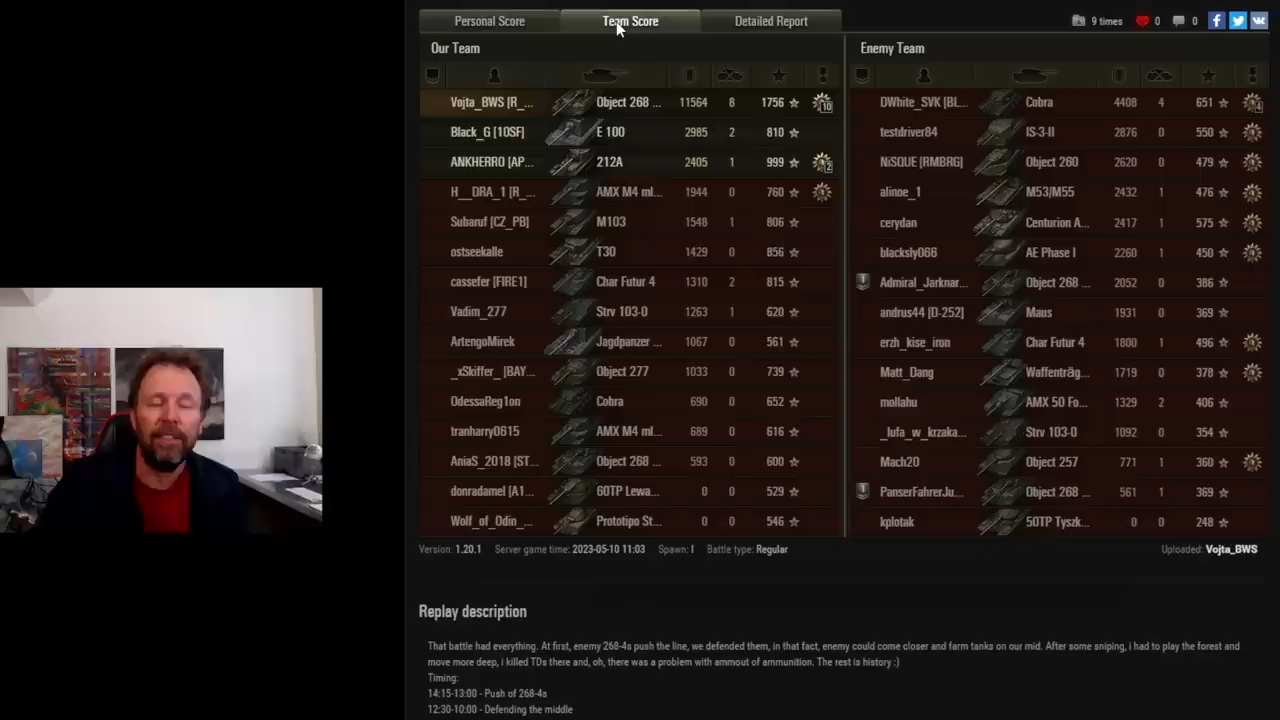 Personal Score Team Score Detailed Report 9 times 0 0
Our Team
Vojta_BWS [R_... Object 268 ... 11564 8 1756 10
Black_G [1OSF] E 100 2985 2 810
ANKHERRO [AP... 212A 2405 1 999 2
H__DRA_1 [R_... AMX M4 ml... 1944 0 760
Subaruf [CZ_PB] M103 1548 1 806
ostseekalle T30 1429 0 856
cassefer [FIRE1] Char Futur 4 1310 2 815
Vadim_277 Strv 103-0 1263 1 620
ArtengoMirek Jagdpanzer ... 1067 0 561
_xSkiffer_ [BAY... Object 277 1033 0 739
OdessaReg1on Cobra 690 0 652
tranharry0615 AMX M4 ml... 689 0 616
AniaS_2018 [ST... Object 268 ... 593 0 600
donradamel [A1... 60TP Lewa... 0 0 529
Wolf_of_Odin_... Prototipo St... 0 0 546
Enemy Team
DWhite_SVK [BL... Cobra 4408 4 651 4
testdriver84 IS-3-II 2876 0 550
NiSQUE [RMBRG] Object 260 2620 0 479
alinoe_1 M53/M55 2432 1 476
cerydan Centurion A... 2417 1 575
blacksly066 AE Phase I 2260 1 450
Admiral_Jarknar... Object 268 ... 2052 0 386
andrus44 [D-252] Maus 1931 0 369
erzh_kise_iron Char Futur 4 1800 1 496
Matt_Dang Waffenträg... 1719 0 378
mollahu AMX 50 Fo... 1329 2 406
_lufa_w_krzaka... Strv 103-0 1092 0 354
Mach20 Object 257 771 1 360
PanserFahrerJu... Object 268 ... 561 1 369
kplotak 50TP Tyszk... 0 0 248
Version: 1.20.1 Server game time: 2023-05-10 11:03 Spawn: I Battle type: Regular Uploaded: Vojta_BWS
Replay description
That battle had everything. At first, enemy 268-4s push the line, we defended them, in that fact, enemy could come closer and farm tanks on our mid. After some sniping, i had to play the forest and
move more deep, i killed TDs there and, oh, there was a problem with ammout of ammunition. The rest is history :)
Timing:
14:15-13:00 - Push of 268-4s
12:30-10:00 - Defending the middle